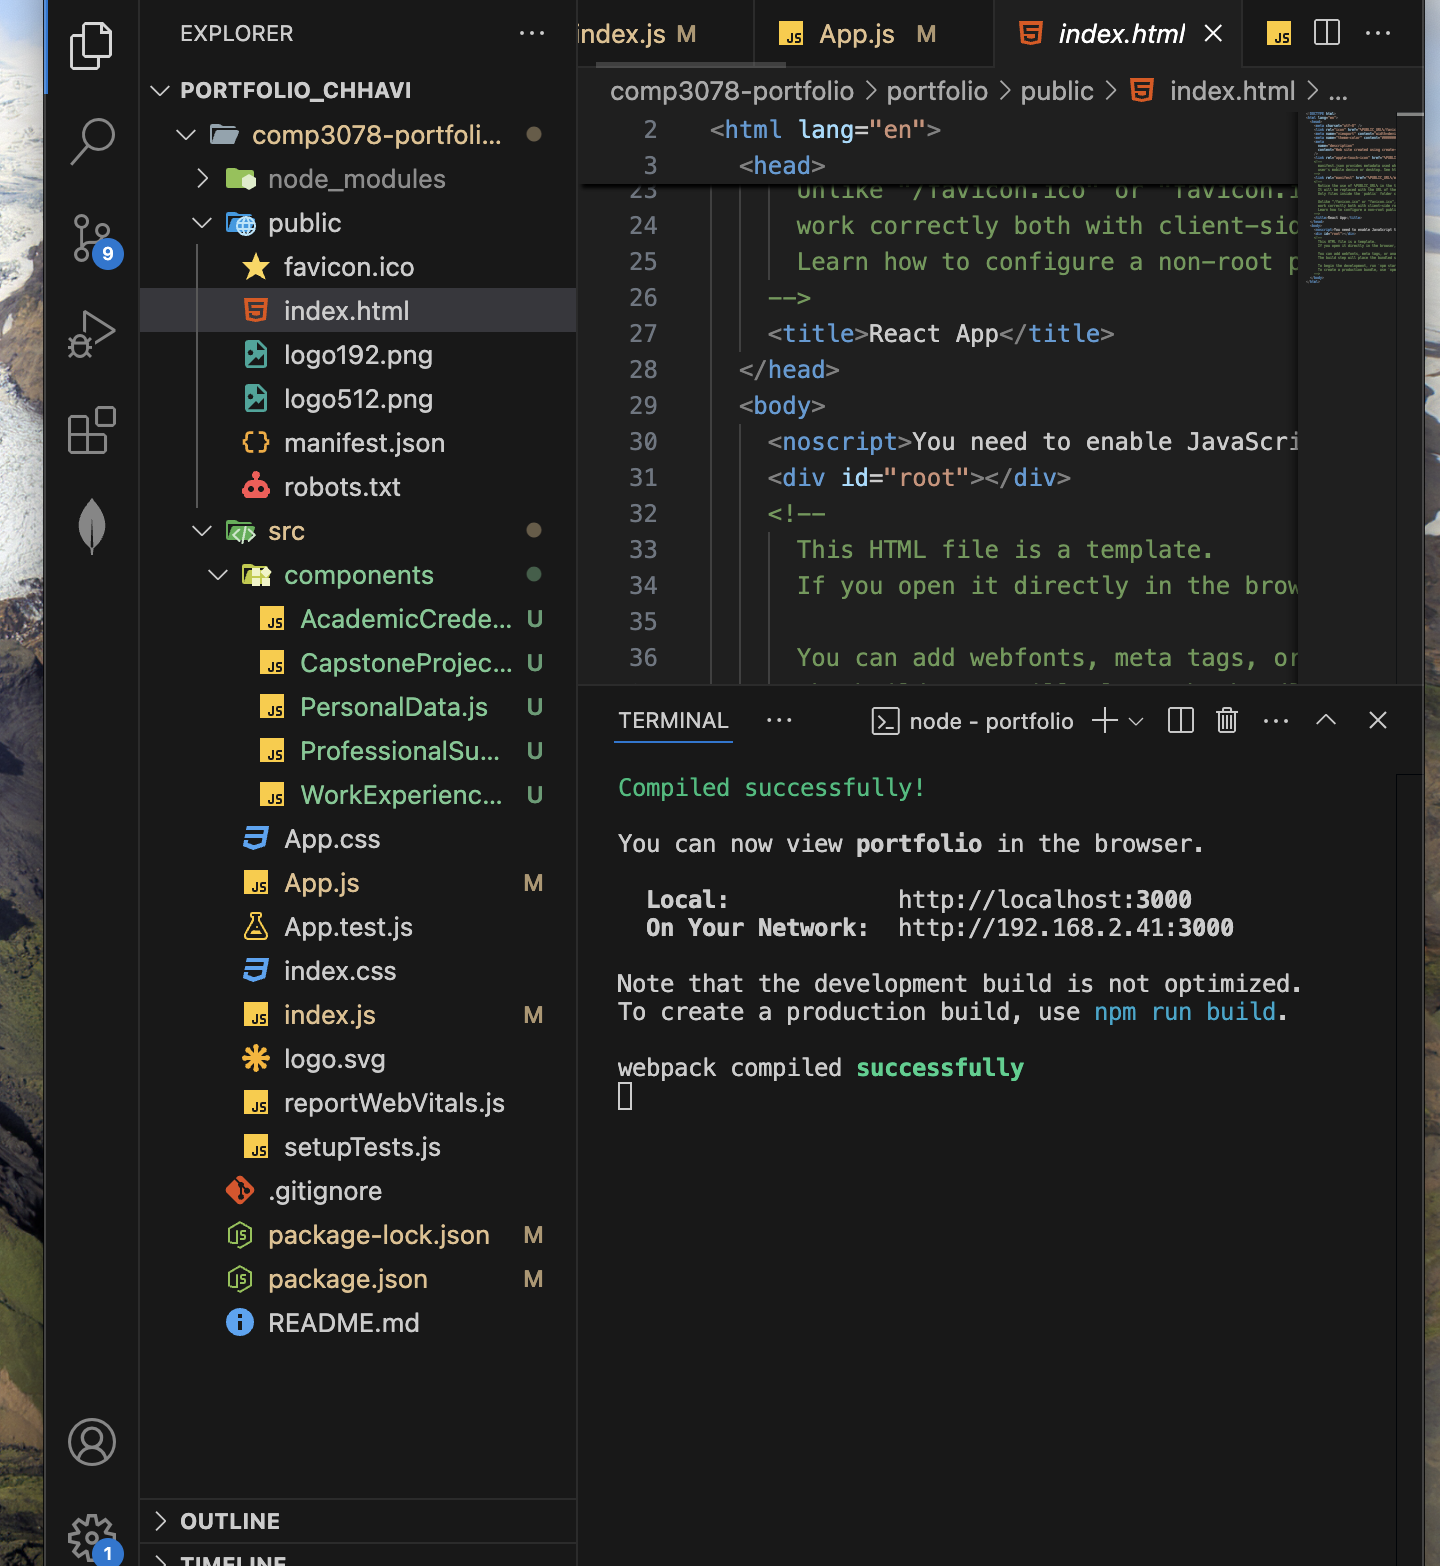 EXPLORER
PORTFOLIO_CHHAVI
comp3078-portfoli...
node_modules
public
favicon.ico
index.html
logo192.png
logo512.png
manifest.json
robots.txt
src
components
AcademicCrede... U
CapstoneProjec... U
PersonalData.js U
ProfessionalSu... U
WorkExperienc... U
App.css
App.js M
App.test.js
index.css
index.js M
logo.svg
reportWebVitals.js
setupTests.js
.gitignore
package-lock.json M
package.json M
README.md
OUTLINE
TIMELINE
9
1
index.js M App.js M index.html
comp3078-portfolio > portfolio > public > index.html > ...
2 <html lang="en">
3 <head>
23 Unlike "/favicon.ico" or "favicon.i
24 work correctly both with client-sid
25 Learn how to configure a non-root p
26 -->
27 <title>React App</title>
28 </head>
29 <body>
30 <noscript>You need to enable JavaScri
31 <div id="root"></div>
32 <!--
33 This HTML file is a template.
34 If you open it directly in the brow
35
36 You can add webfonts, meta tags, or
TERMINAL ... node - portfolio
Compiled successfully!
You can now view portfolio in the browser.
Local: http://localhost:3000
On Your Network: http://192.168.2.41:3000
Note that the development build is not optimized.
To create a production build, use npm run build.
webpack compiled successfully